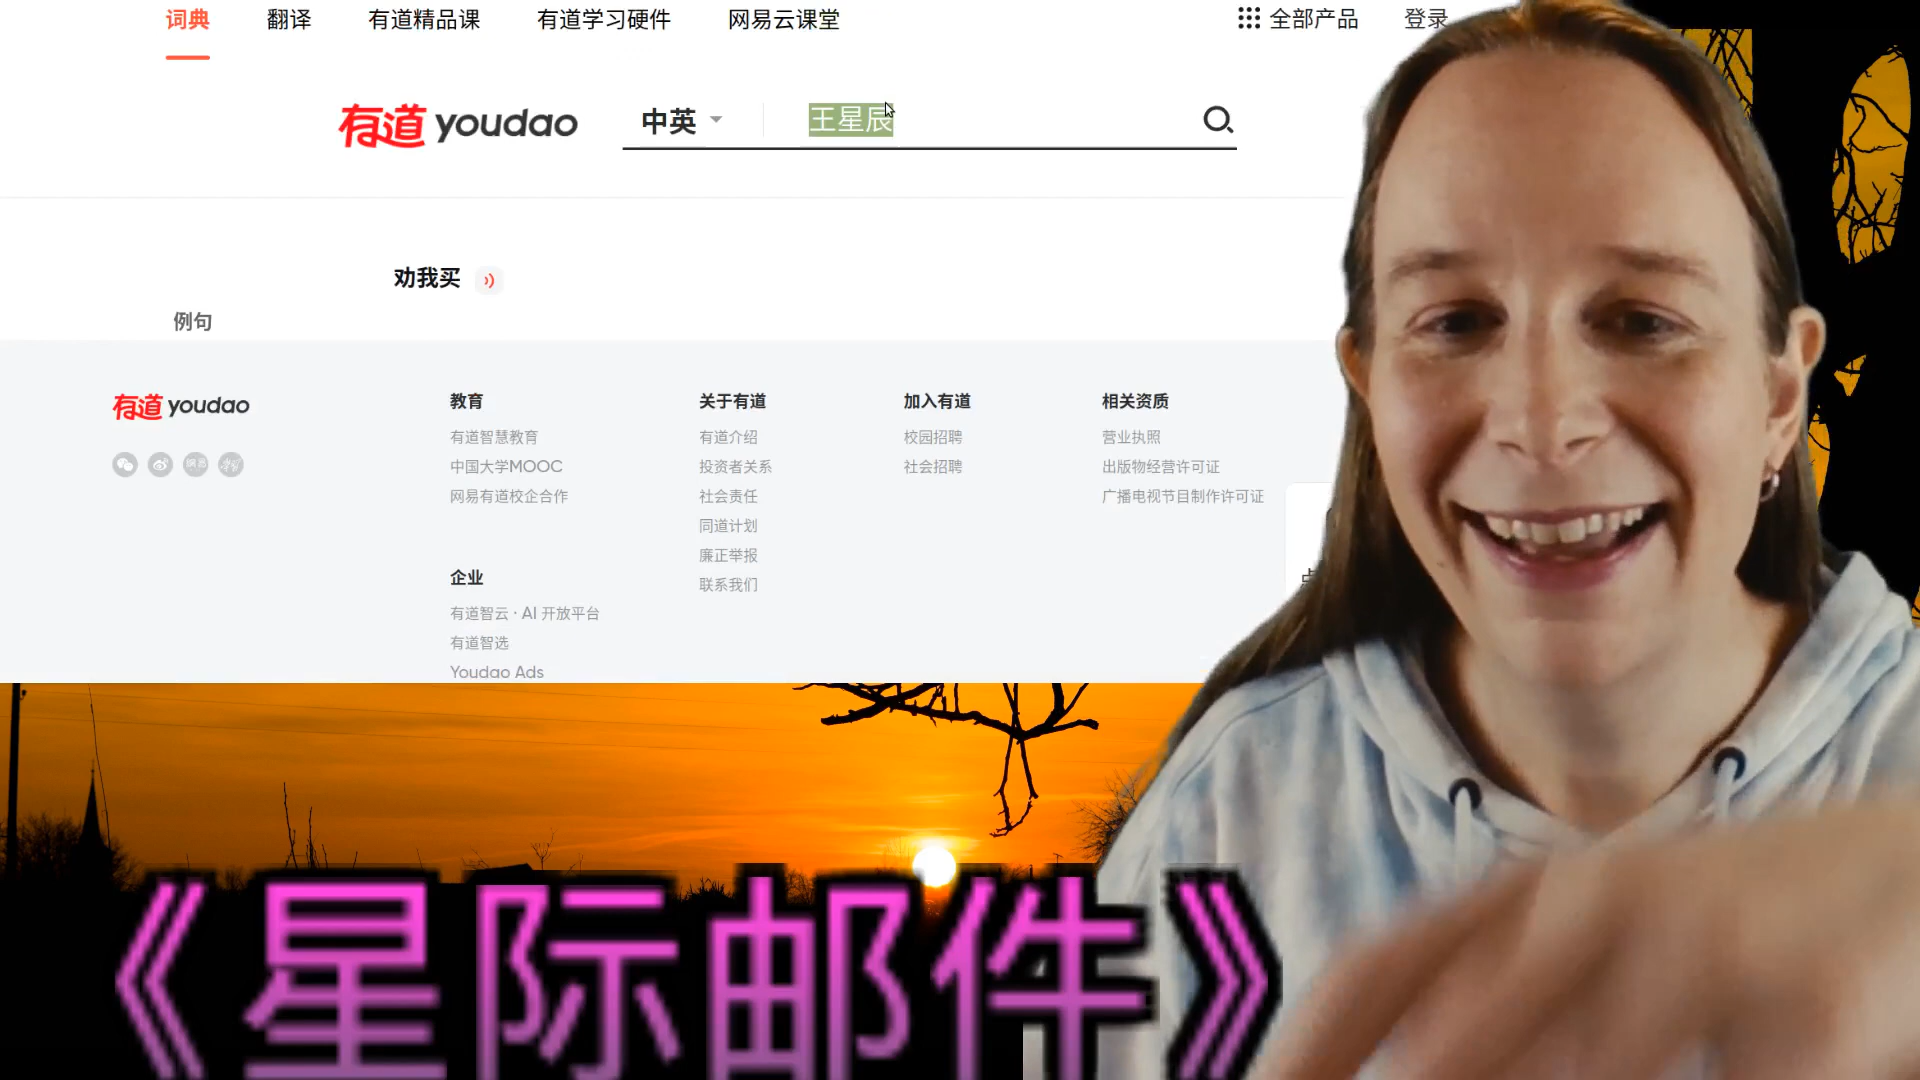 词典 翻译 有道精品课 有道学习硬件 网易云课堂 全部产品 登录
有道 youdao 中英 王星辰
劝我买
例句
有道 youdao
教育
有道智慧教育
中国大学MOOC
网易有道校企合作
企业
有道智云 · AI 开放平台
有道智选
Youdao Ads
关于有道
有道介绍
投资者关系
社会责任
同道计划
廉正举报
联系我们
加入有道
校园招聘
社会招聘
相关资质
营业执照
出版物经营许可证
广播电视节目制作许可证
《星际邮件》